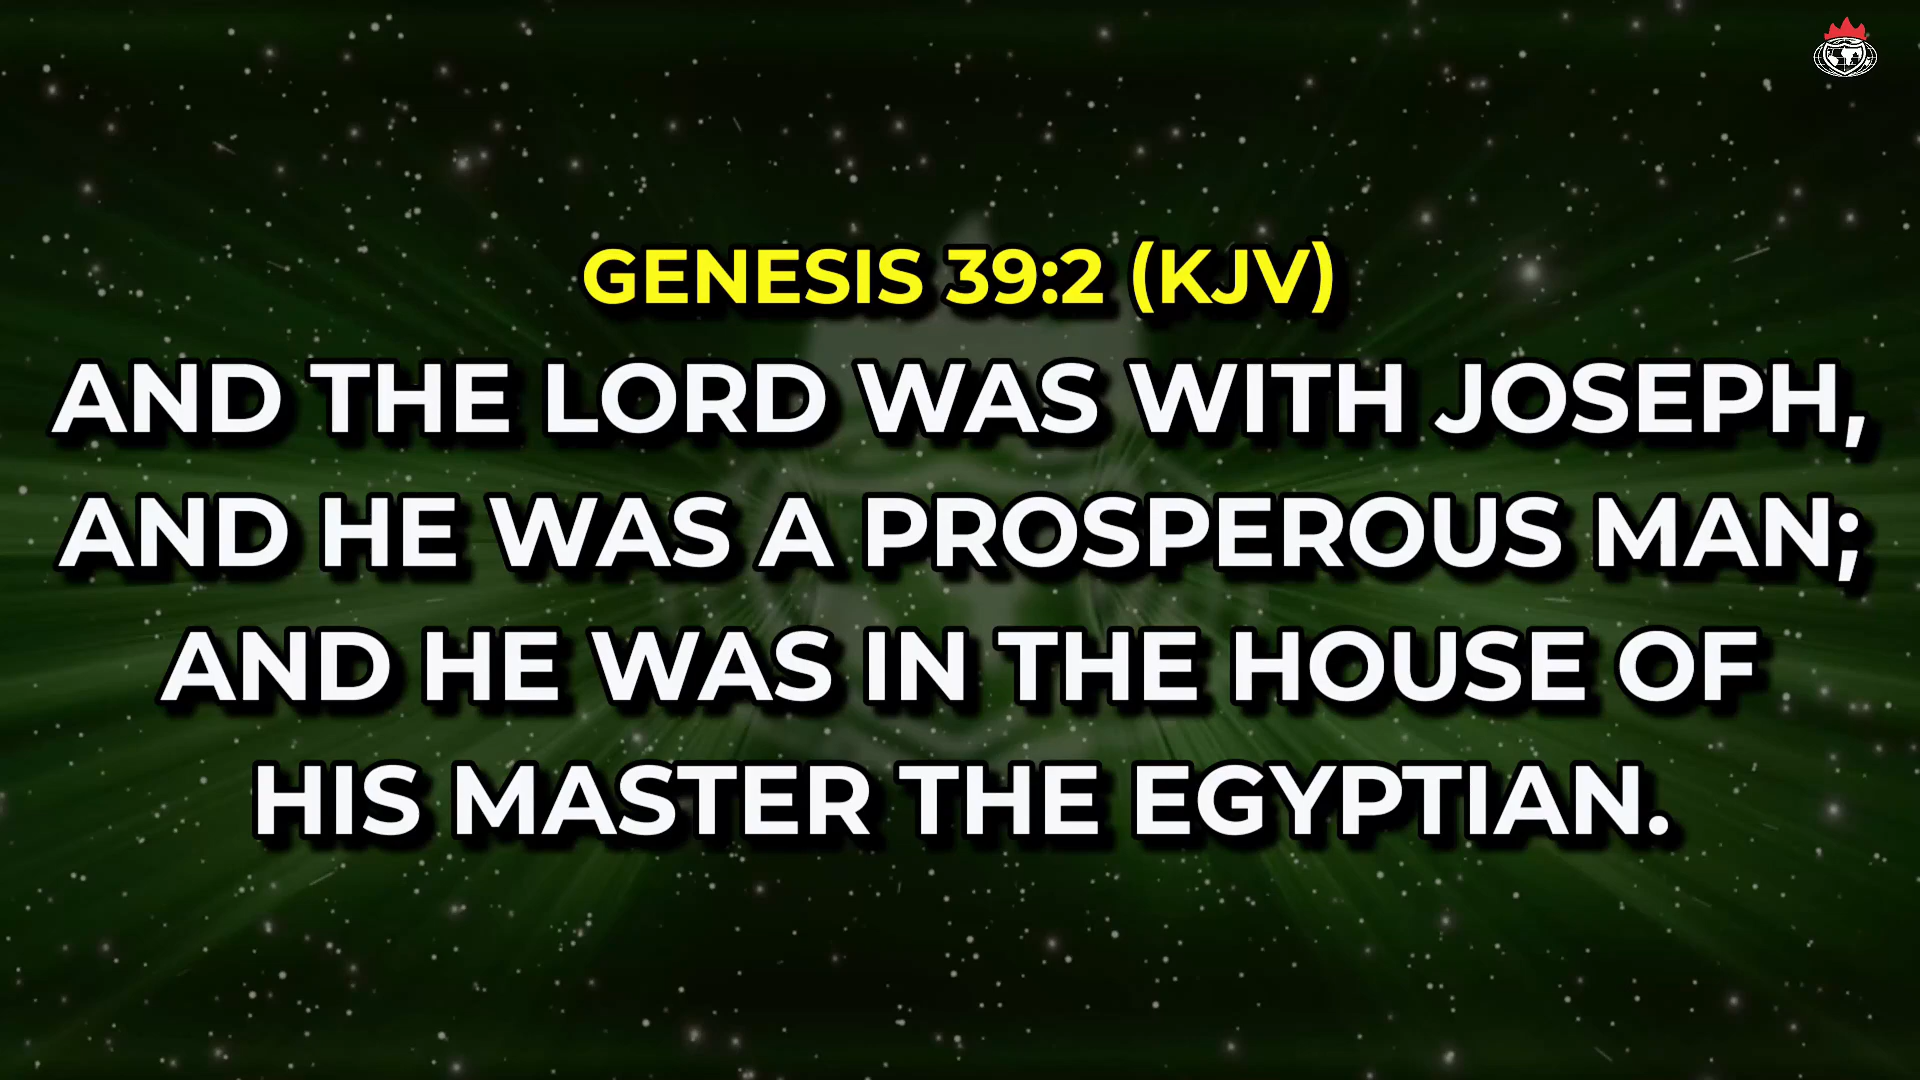 GENESIS 39:2 (KJV)
AND THE LORD WAS WITH JOSEPH,
AND HE WAS A PROSPEROUS MAN;
AND HE WAS IN THE HOUSE OF
HIS MASTER THE EGYPTIAN.